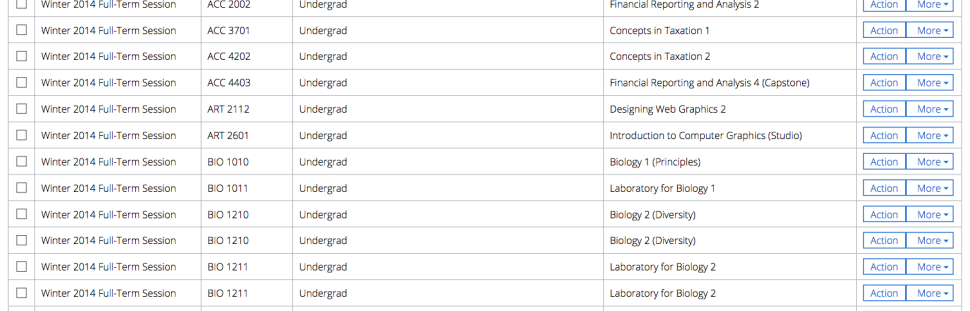 Winter 2014 Full-Term Session ACC 2002 Undergrad Financial Reporting and Analysis 2 Action More
Winter 2014 Full-Term Session ACC 3701 Undergrad Concepts in Taxation 1 Action More
Winter 2014 Full-Term Session ACC 4202 Undergrad Concepts in Taxation 2 Action More
Winter 2014 Full-Term Session ACC 4403 Undergrad Financial Reporting and Analysis 4 (Capstone) Action More
Winter 2014 Full-Term Session ART 2112 Undergrad Designing Web Graphics 2 Action More
Winter 2014 Full-Term Session ART 2601 Undergrad Introduction to Computer Graphics (Studio) Action More
Winter 2014 Full-Term Session BIO 1010 Undergrad Biology 1 (Principles) Action More
Winter 2014 Full-Term Session BIO 1011 Undergrad Laboratory for Biology 1 Action More
Winter 2014 Full-Term Session BIO 1210 Undergrad Biology 2 (Diversity) Action More
Winter 2014 Full-Term Session BIO 1210 Undergrad Biology 2 (Diversity) Action More
Winter 2014 Full-Term Session BIO 1211 Undergrad Laboratory for Biology 2 Action More
Winter 2014 Full-Term Session BIO 1211 Undergrad Laboratory for Biology 2 Action More